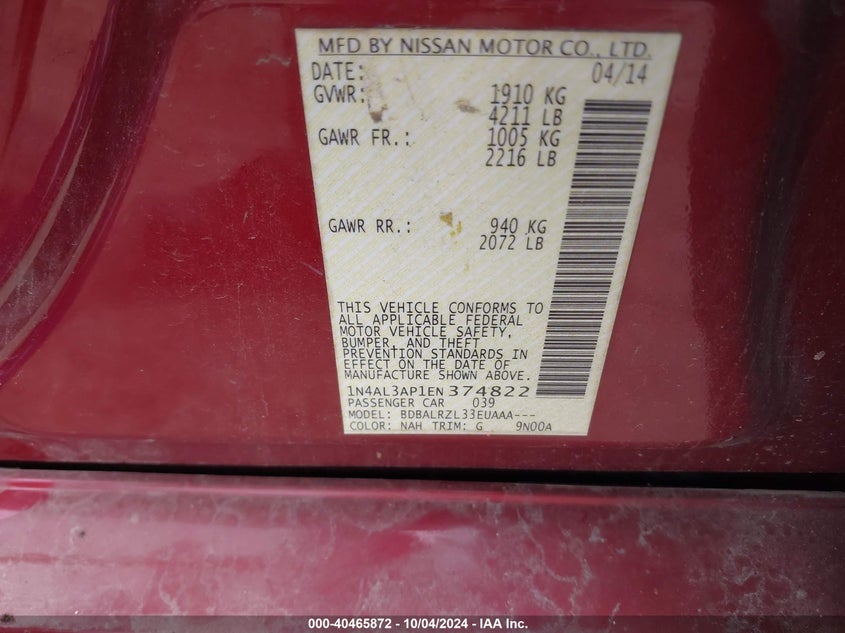 MFD BY NISSAN MOTOR CO., LTD.
DATE: 04/14
GVWR: 1910 KG
4211 LB
GAWR FR.: 1005 KG
2216 LB
GAWR RR.: 940 KG
2072 LB
THIS VEHICLE CONFORMS TO
ALL APPLICABLE FEDERAL
MOTOR VEHICLE SAFETY,
BUMPER, AND THEFT
PREVENTION STANDARDS IN
EFFECT ON THE DATE OF
MANUFACTURE SHOWN ABOVE.
1N4AL3AP1EN374822
PASSENGER CAR 039
MODEL: BDBALRZL33EUAAA---
COLOR: NAH TRIM: G 9N00A
000-40465872 - 10/04/2024 - IAA Inc.